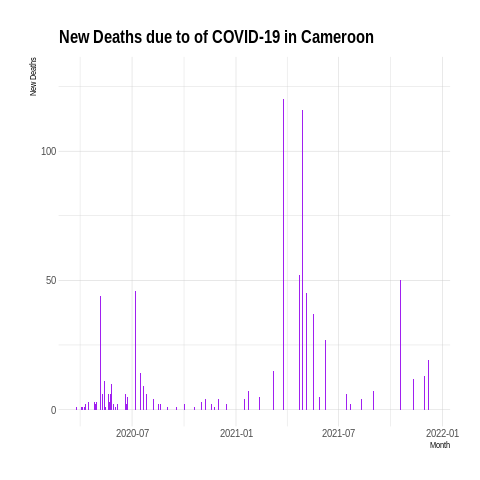 New Deaths due to of COVID-19 in Cameroon
New Deaths
100
50
0
2020-07 2021-01 2021-07 2022-01
Month